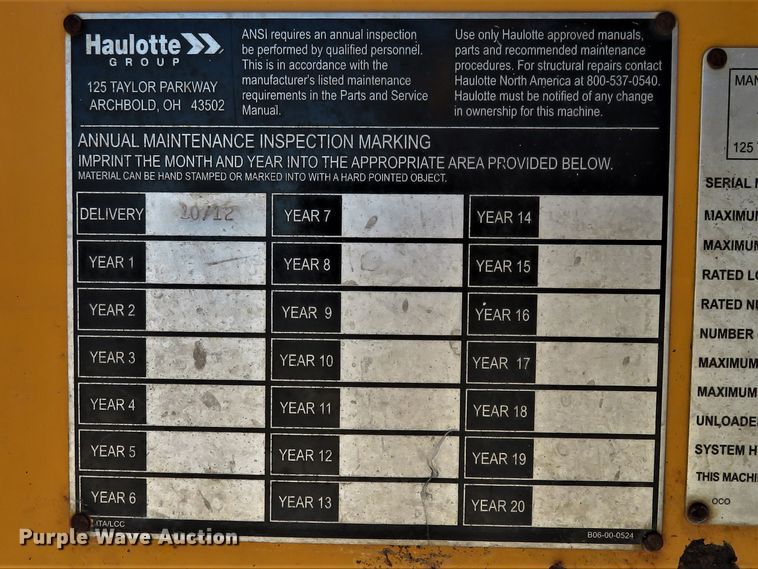 Haulotte
GROUP
125 TAYLOR PARKWAY
ARCHBOLD, OH 43502
ANSI requires an annual inspection
be performed by qualified personnel.
This is in accordance with the
manufacturer's listed maintenance
requirements in the Parts and Service
Manual.
Use only Haulotte approved manuals,
parts and recommended maintenance
procedures. For structural repairs contact
Haulotte North America at 800-537-0540.
Haulotte must be notified of any change
in ownership for this machine.
ANNUAL MAINTENANCE INSPECTION MARKING
IMPRINT THE MONTH AND YEAR INTO THE APPROPRIATE AREA PROVIDED BELOW.
MATERIAL CAN BE HAND STAMPED OR MARKED INTO WITH A HARD POINTED OBJECT.
DELIVERY 10/12
YEAR 1
YEAR 2
YEAR 3
YEAR 4
YEAR 5
YEAR 6
YEAR 7
YEAR 8
YEAR 9
YEAR 10
YEAR 11
YEAR 12
YEAR 13
YEAR 14
YEAR 15
YEAR 16
YEAR 17
YEAR 18
YEAR 19
YEAR 20
ITA/LCC
B06-00-0524
MAN
125
SERIAL
MAXIMUM
MAXIMUM
RATED
RATED
NUMBER
MAXIMUM
MAXIMUM
UNLOADE
SYSTEM
THIS MACHI
OCO
Purple Wave Auction